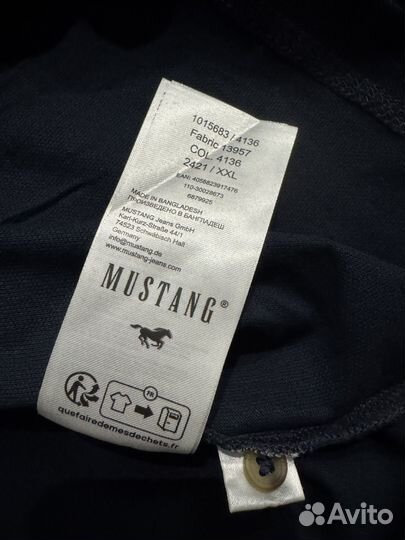 1015683 / 4136
Fabric 13957
COL. 4136
2421 / XXL
EAN: 4058823917476
110-30028673
6879925
MADE IN BANGLADESH
ПРОИЗВЕДЕНО В БАНГЛАДЕШ
MUSTANG Jeans GmbH
Karl-Kurz-Straße 44/1
74523 Schwäbisch Hall
Germany
info@mustang.de
www.mustang-jeans.com
MUSTANG®
FR
quefairedemesdechets.fr
Avito